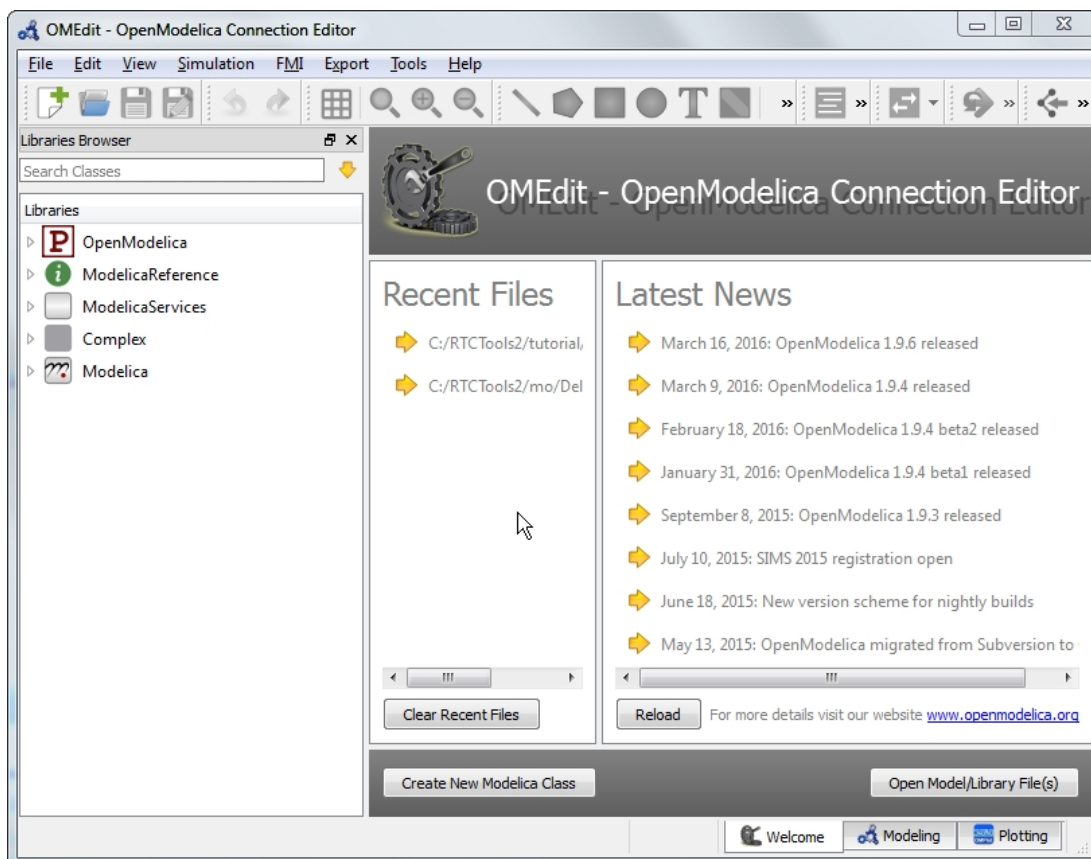 OMEdit - OpenModelica Connection Editor
File Edit View Simulation FMI Export Tools Help
Libraries Browser
Search Classes
Libraries
P OpenModelica
i ModelicaReference
ModelicaServices
Complex
m Modelica
OMEdit - OpenModelica Connection Editor
Recent Files
C:/RTCTools2/tutorial/
C:/RTCTools2/mo/Del
Clear Recent Files
Latest News
March 16, 2016: OpenModelica 1.9.6 released
March 9, 2016: OpenModelica 1.9.4 released
February 18, 2016: OpenModelica 1.9.4 beta2 released
January 31, 2016: OpenModelica 1.9.4 beta1 released
September 8, 2015: OpenModelica 1.9.3 released
July 10, 2015: SIMS 2015 registration open
June 18, 2015: New version scheme for nightly builds
May 13, 2015: OpenModelica migrated from Subversion to
Reload For more details visit our website www.openmodelica.org
Create New Modelica Class Open Model/Library File(s)
Welcome Modeling Plotting